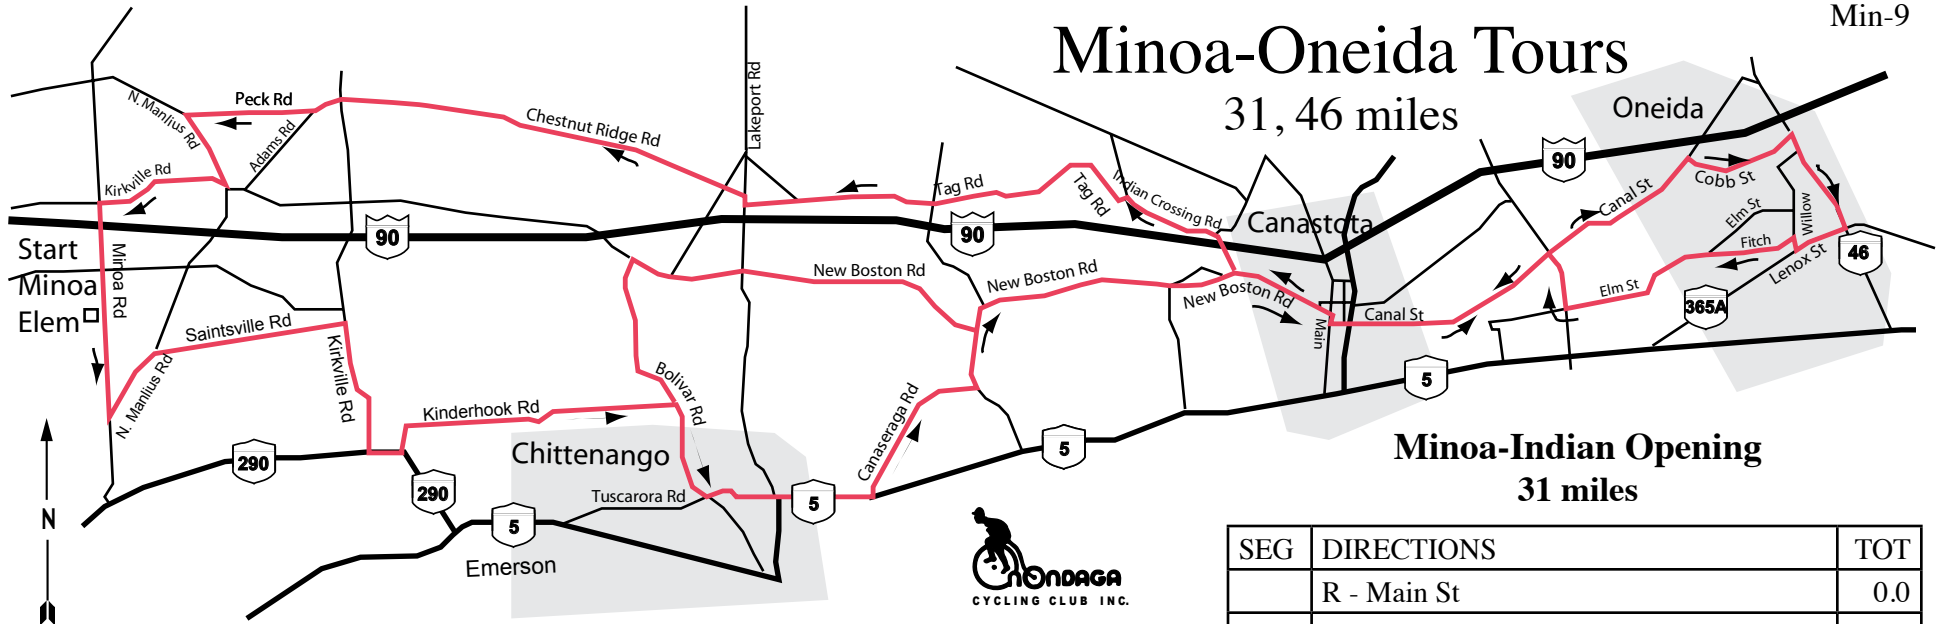 Min-9
Minoa-Oneida Tours
31, 46 miles
Peck Rd
N. Manlius Rd
Adams Rd
Kirkville Rd
Chestnut Ridge Rd
Lakeport Rd
Tag Rd
Tag Rd
Indian Crossing Rd
Canastota
Oneida
90
90
90
Canal St
Cobb St
Elm St
Willow
Fitch
Lenox St
46
Elm St
365A
Start
Minoa
Elem
Minoa Rd
Saintsville Rd
N. Manlius Rd
Kirkville Rd
New Boston Rd
New Boston Rd
New Boston Rd
Main
Canal St
5
Bolivar Rd
Kinderhook Rd
Canaseraga Rd
5
290
290
Chittenango
Tuscarora Rd
5
5
Emerson
N
OnONDAGA
CYCLING CLUB INC.
Minoa-Indian Opening
31 miles
SEG DIRECTIONS TOT
R - Main St 0.0